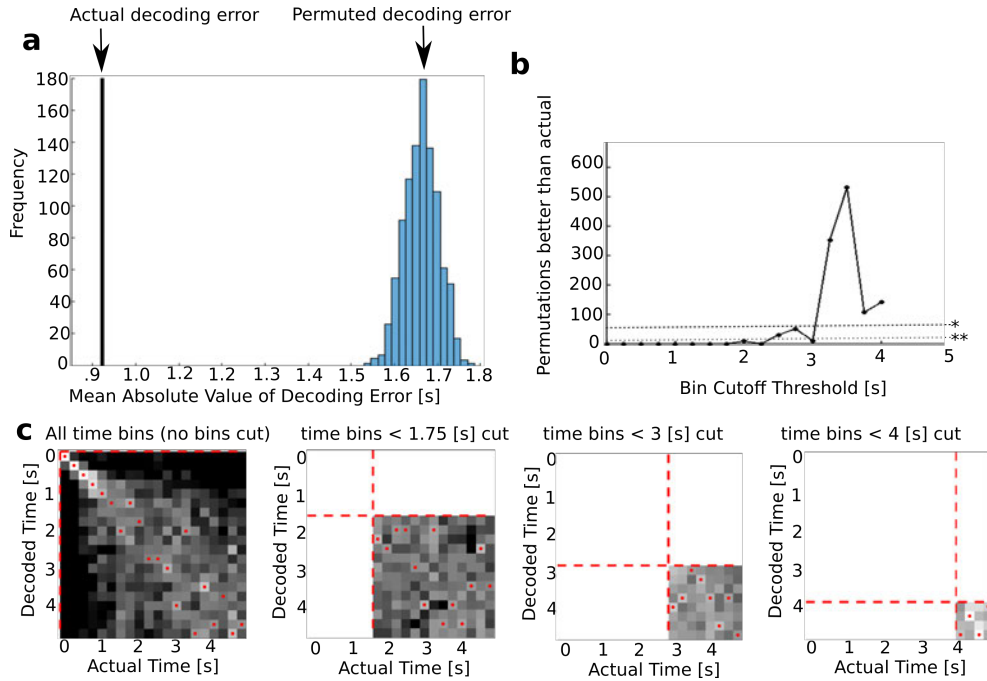 Actual decoding error
Permuted decoding error
a
Frequency
180
160
140
120
100
80
60
40
20
0
.9 1.0 1.2 1.2 1.3 1.4 1.5 1.6 1.7 1.8
Mean Absolute Value of Decoding Error [s]
b
Permutations better than actual
600
500
400
300
200
100
0
*
**
0 1 2 3 4 5
Bin Cutoff Threshold [s]
c
All time bins (no bins cut)
Decoded Time [s]
0
1
2
3
4
0 1 2 3 4
Actual Time [s]
time bins < 1.75 [s] cut
Decoded Time [s]
0
1
2
3
4
0 1 2 3 4
Actual Time [s]
time bins < 3 [s] cut
Decoded Time [s]
0
1
2
3
4
0 1 2 3 4
Actual Time [s]
time bins < 4 [s] cut
Decoded Time [s]
0
1
2
3
4
0 1 2 3 4
Actual Time [s]